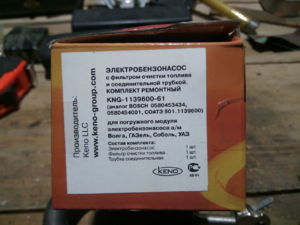 ЭЛЕКТРОБЕНЗОНАСОС
с фильтром очистки топлива
и соединительной трубкой.
КОМПЛЕКТ РЕМОНТНЫЙ
KNG-1139600-61
(аналог BOSCH 0580453434,
0580454001, СОАТЭ 501.1139600)
для погружного модуля
электробензонасоса а/м
Волга, ГАЗель, Соболь, УАЗ
Состав комплекта:
Электробензонасос 1 шт.
Фильтр очистки топлива 1 шт.
Трубка соединительная 1 шт.
Производитель:
Keno LLC
www.keno-group.com
KENO